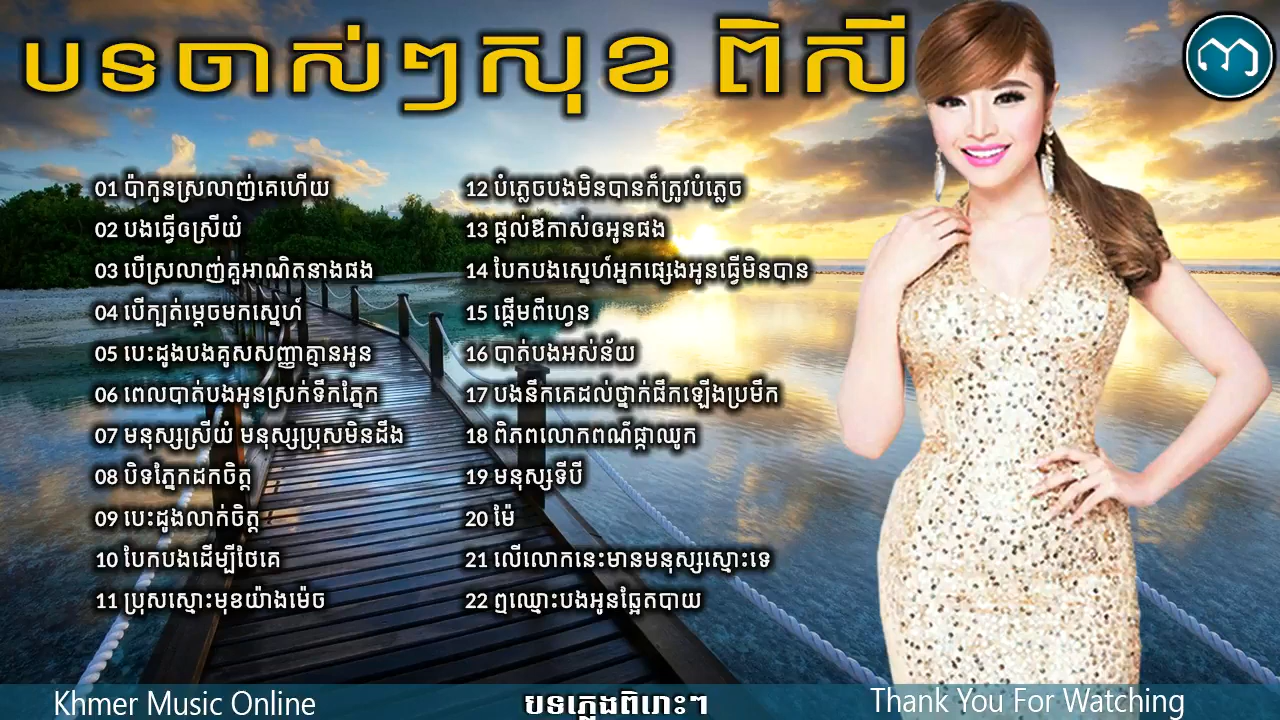 បទចាស់ៗសុខ ពិសី
01 ប៉ាកូនស្រលាញ់គេហើយ
02 បងធ្វើឲស្រីយំ
03 បើស្រលាញ់គួរអាណិតនាងផង
04 បើក្បត់ម្តេចមកស្នេហ៍
05 បេះដូងបងគូសសញ្ញាគ្មានអូន
06 ពេលបាត់បងអូនស្រក់ទឹកភ្នែក
07 មនុស្សស្រីយំ មនុស្សប្រុសមិនដឹង
08 បិទភ្នែកដកចិត្ត
09 បេះដូងលាក់ចិត្ត
10 បែកបងដើម្បីថែគេ
11 ប្រុសស្មោះមុខយ៉ាងម៉េច
12 បំភ្លេចបងមិនបានក៏ត្រូវបំភ្លេច
13 ផ្តល់ឪកាស់ឲអូនផង
14 បែកបងស្នេហ៍អ្នកផ្សេងអូនធ្វើមិនបាន
15 ផ្តើមពីហ្វេន
16 បាត់បងអស់ន័យ
17 បងនឹកគេដល់ថ្នាក់ផឹកឡើងប្រមឹក
18 ពិភពលោកពណ៌ផ្កាឈូក
19 មនុស្សទីបី
20 ម៉ែ
21 លើលោកនេះមានមនុស្សស្មោះទេ
22 ឮឈ្មោះបងអូនឆ្អែតបាយ
Khmer Music Online
បទភ្លេងពិរោះៗ
Thank You For Watching